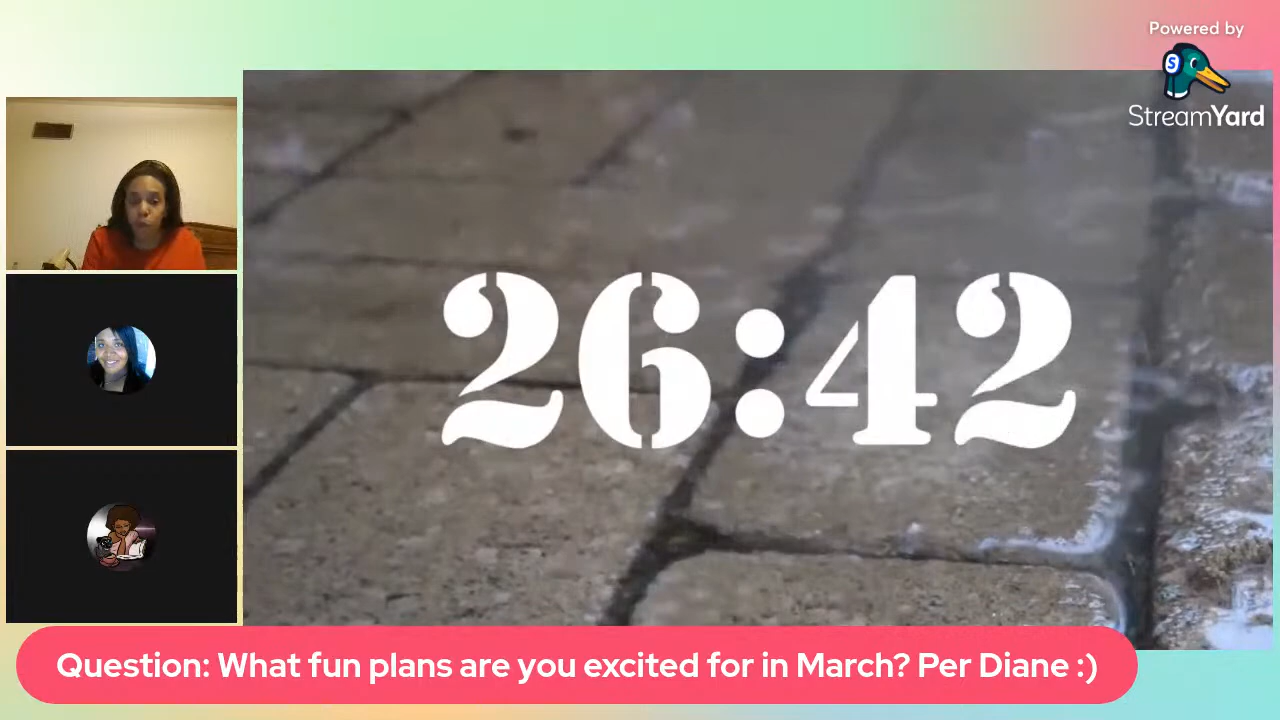 Powered by
StreamYard
26:42
Question: What fun plans are you excited for in March? Per Diane :)